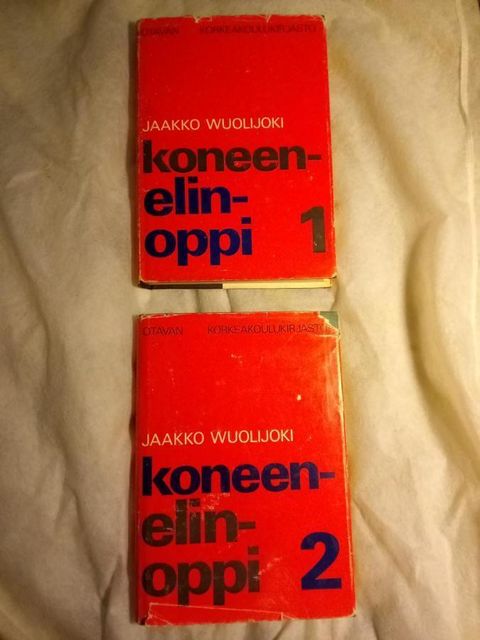 OTAVAN KORKEAKOULUKIRJASTO
JAAKKO WUOLIJOKI
koneen-
elin-
oppi 1
OTAVAN KORKEAKOULUKIRJASTO
JAAKKO WUOLIJOKI
koneen-
elin-
oppi 2